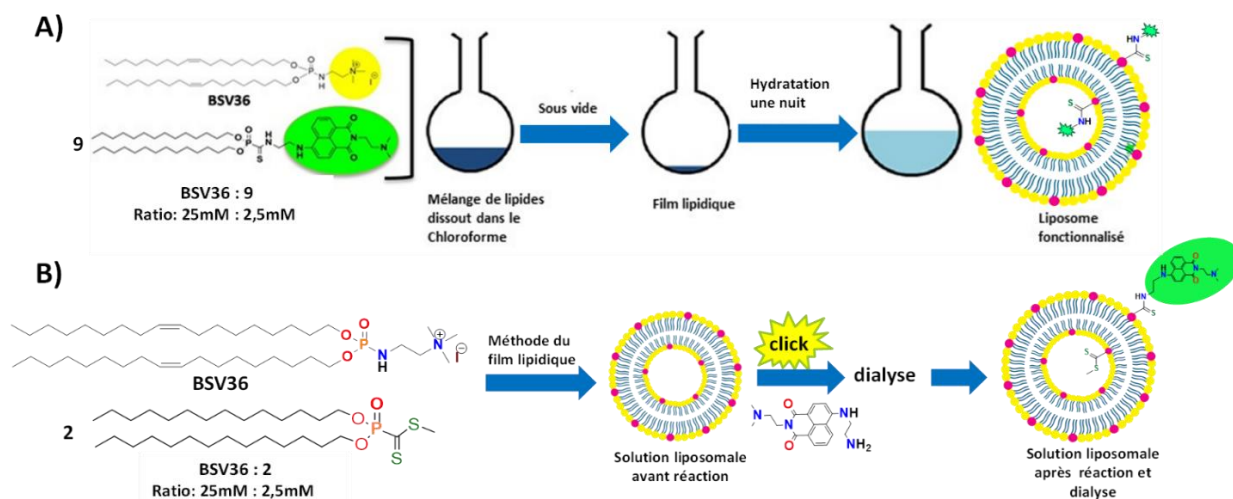 A)
BSV36
9
BSV36 : 9
Ratio: 25mM : 2,5mM
Mélange de lipides
dissout dans le
Chloroforme
Sous vide
Film lipidique
Hydratation
une nuit
Liposome
fonctionnalisé
B)
BSV36
2
BSV36 : 2
Ratio: 25mM : 2,5mM
Méthode du
film lipidique
Solution liposomale
avant réaction
click
dialyse
Solution liposomale
après réaction et
dialyse